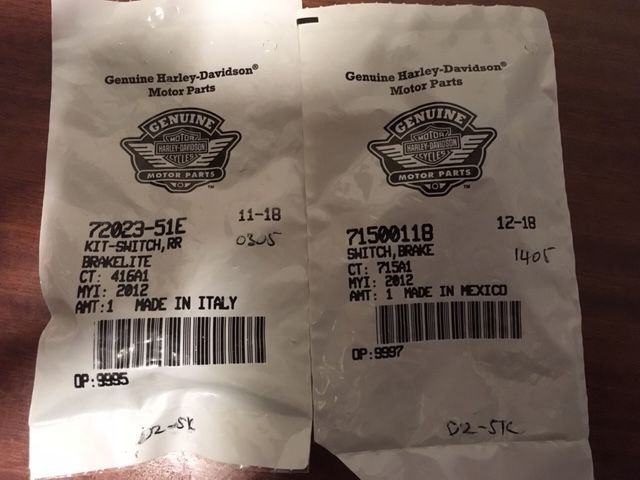 Genuine Harley-Davidson®
Motor Parts
GENUINE
MOTOR
HARLEY-DAVIDSON
CYCLES
MOTOR PARTS
TM
72023-51E
11-18
KIT-SWITCH,RR
0305
BRAKELITE
CT: 416A1
MYI: 2012
AMT:1 MADE IN ITALY
OP:9995
Genuine Harley-Davidson®
Motor Parts
GENUINE
MOTOR
HARLEY-DAVIDSON
CYCLES
MOTOR PARTS
TM
71500118
12-18
SWITCH,BRAKE
1405
CT: 715A1
MYI: 2012
AMT: 1 MADE IN MEXICO
OP:9997